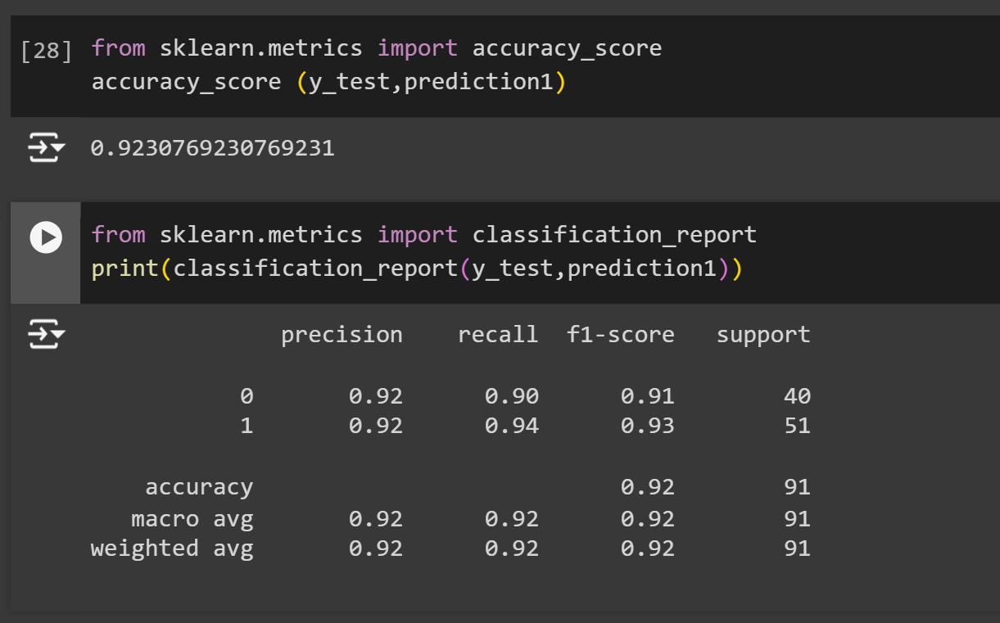 [28] from sklearn.metrics import accuracy_score
accuracy_score (y_test,prediction1)
0.9230769230769231
from sklearn.metrics import classification_report
print(classification_report(y_test,prediction1))
precision recall f1-score support
0 0.92 0.90 0.91 40
1 0.92 0.94 0.93 51
accuracy 0.92 91
macro avg 0.92 0.92 0.92 91
weighted avg 0.92 0.92 0.92 91